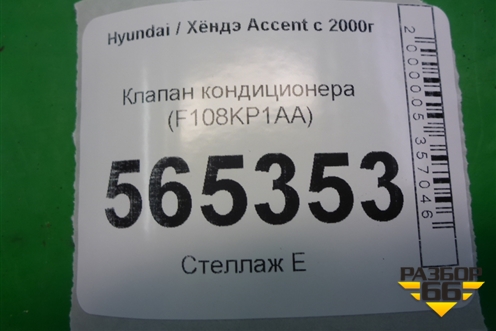 Hyundai / Хёндэ Accent с 2000г
Клапан кондиционера
(F108KP1AA)
565353
Стеллаж Е
2000005357046
РАЗБОР
66